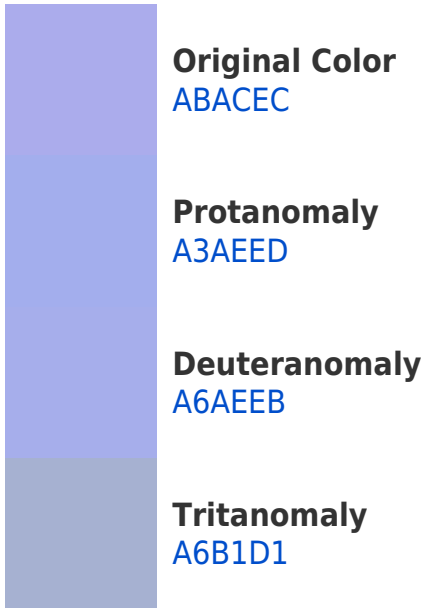 Original Color
ABACEC
Protanomaly
A3AEED
Deuteranomaly
A6AEEB
Tritanomaly
A6B1D1